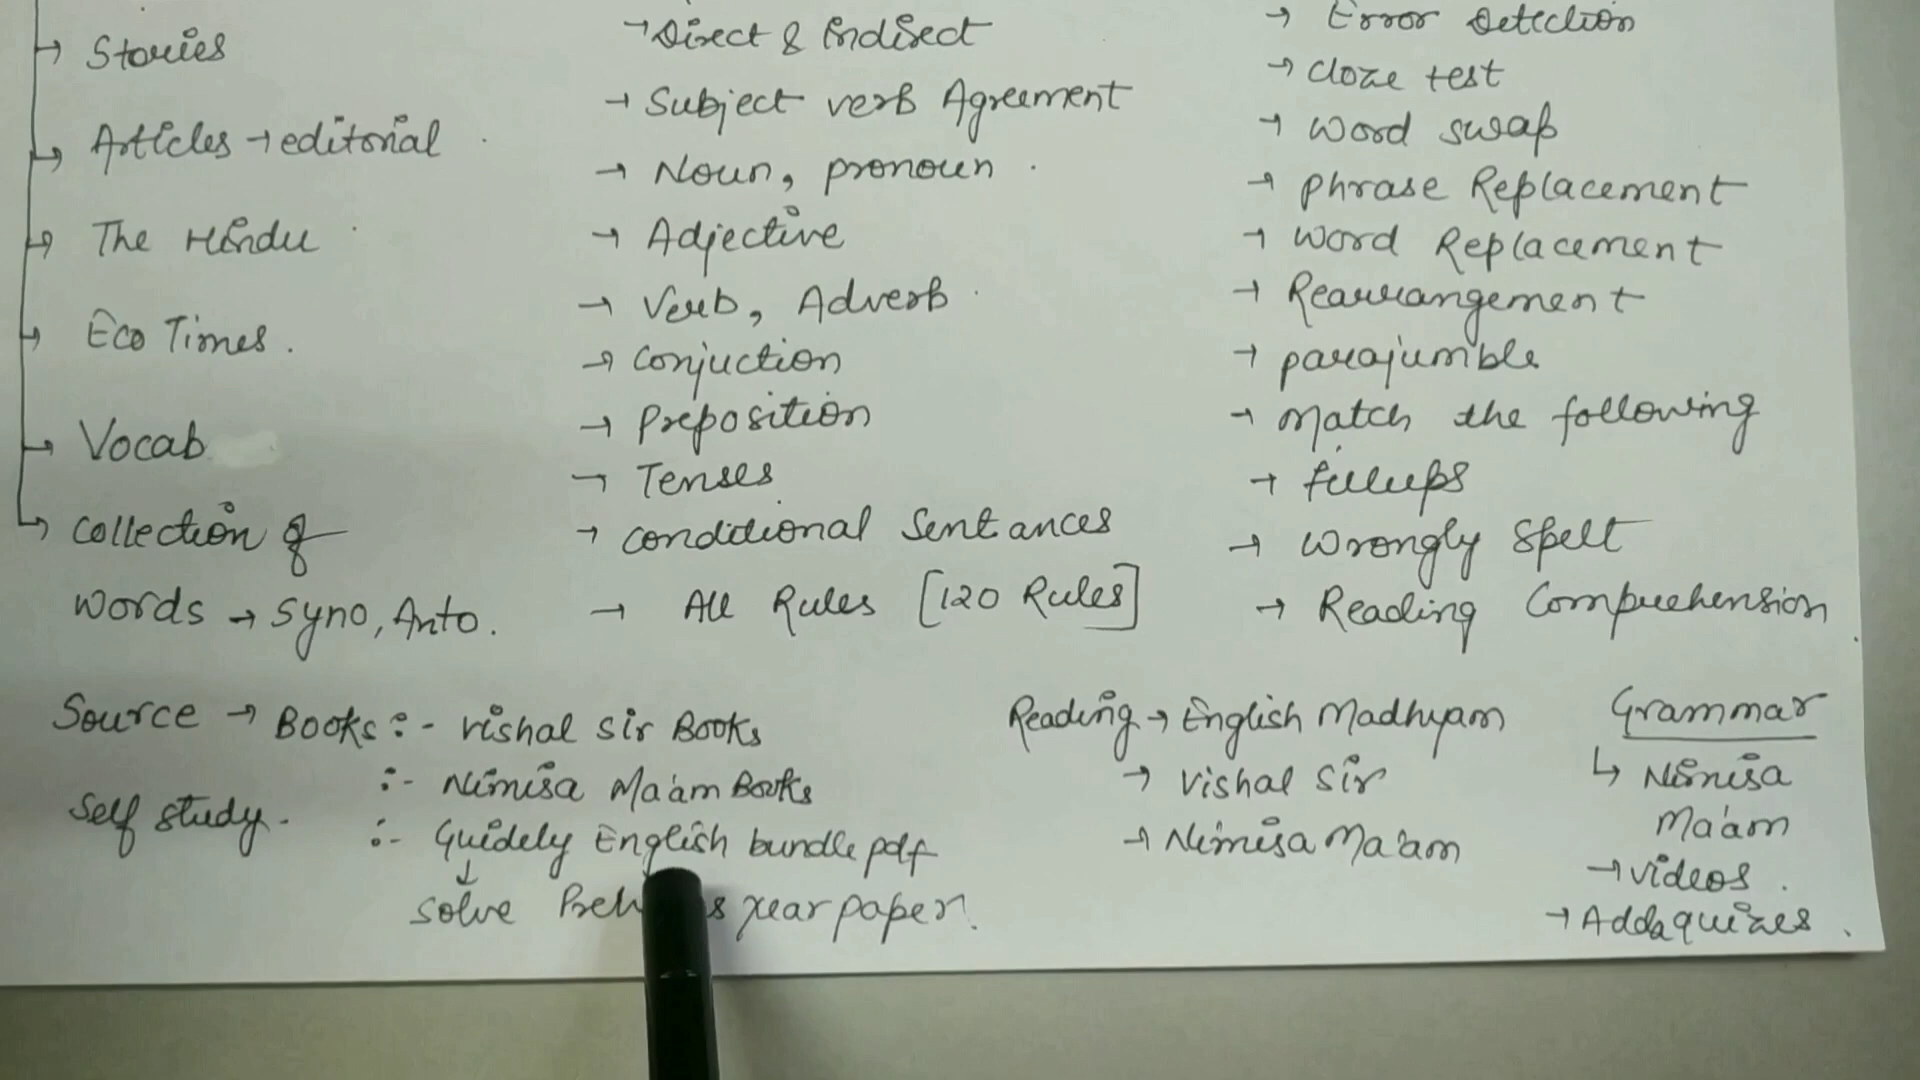 → Stories
→ Articles → editorial
→ The Hindu
→ Eco Times.
→ Vocab
→ Collection of
words → Syno, Anto.
→ Direct & Indirect
→ Subject verb Agreement
→ Noun, pronoun
→ Adjective
→ Verb, Adverb
→ Conjuction
→ Preposition
→ Tenses
→ conditional Sentances
→ All Rules [120 Rules]
→ Error Detection
→ Cloze test
→ word swap
→ phrase Replacement
→ word Replacement
→ Rearrangement
→ parajumble
→ Match the following
→ fillups
→ wrongly Spelt
→ Reading Comprehension
Source → Books :- vishal sir Books
:- Nimisa Ma'am Books
Self study.
:- Guidely English bundle pdf
↓
solve year paper.
Reading → English Madhyam
→ Vishal Sir
→ Nimisa Ma'am
Grammar
↳ Nimisa
Ma'am
→ videos.
→ Adda quizes.